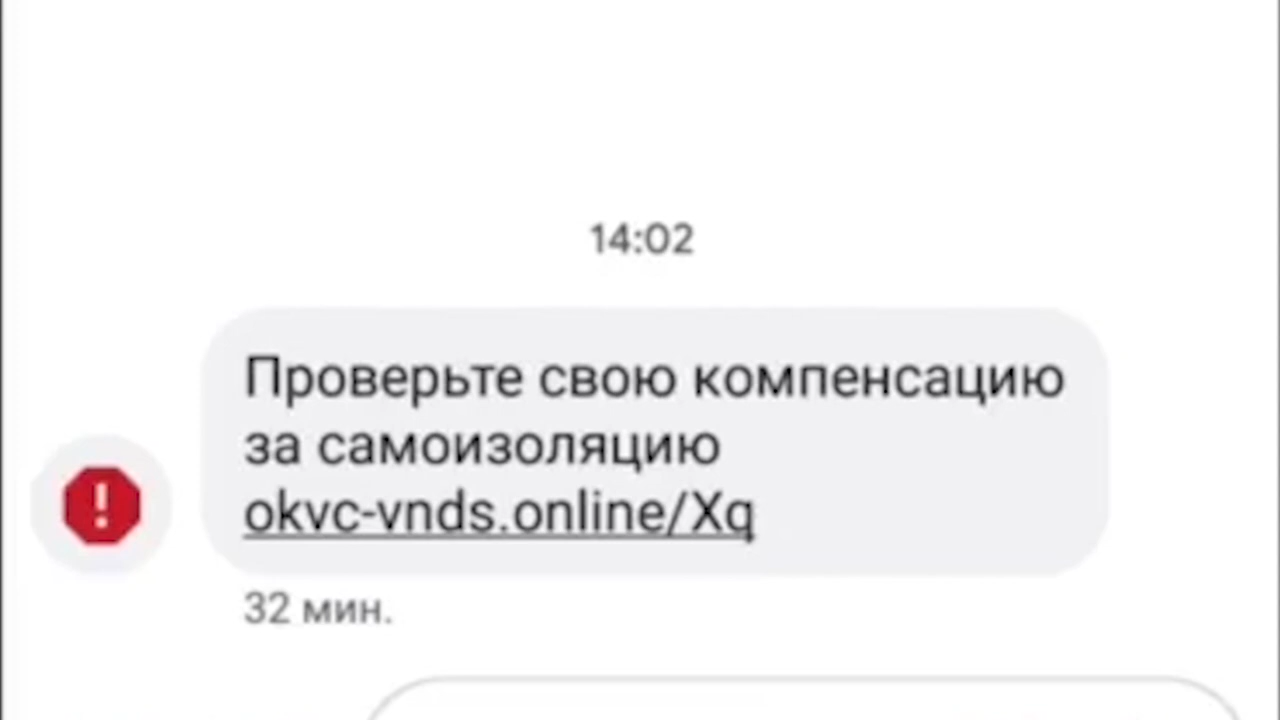 14:02
Проверьте свою компенсацию
за самоизоляцию
okvc-vnds.online/Xq
32 мин.